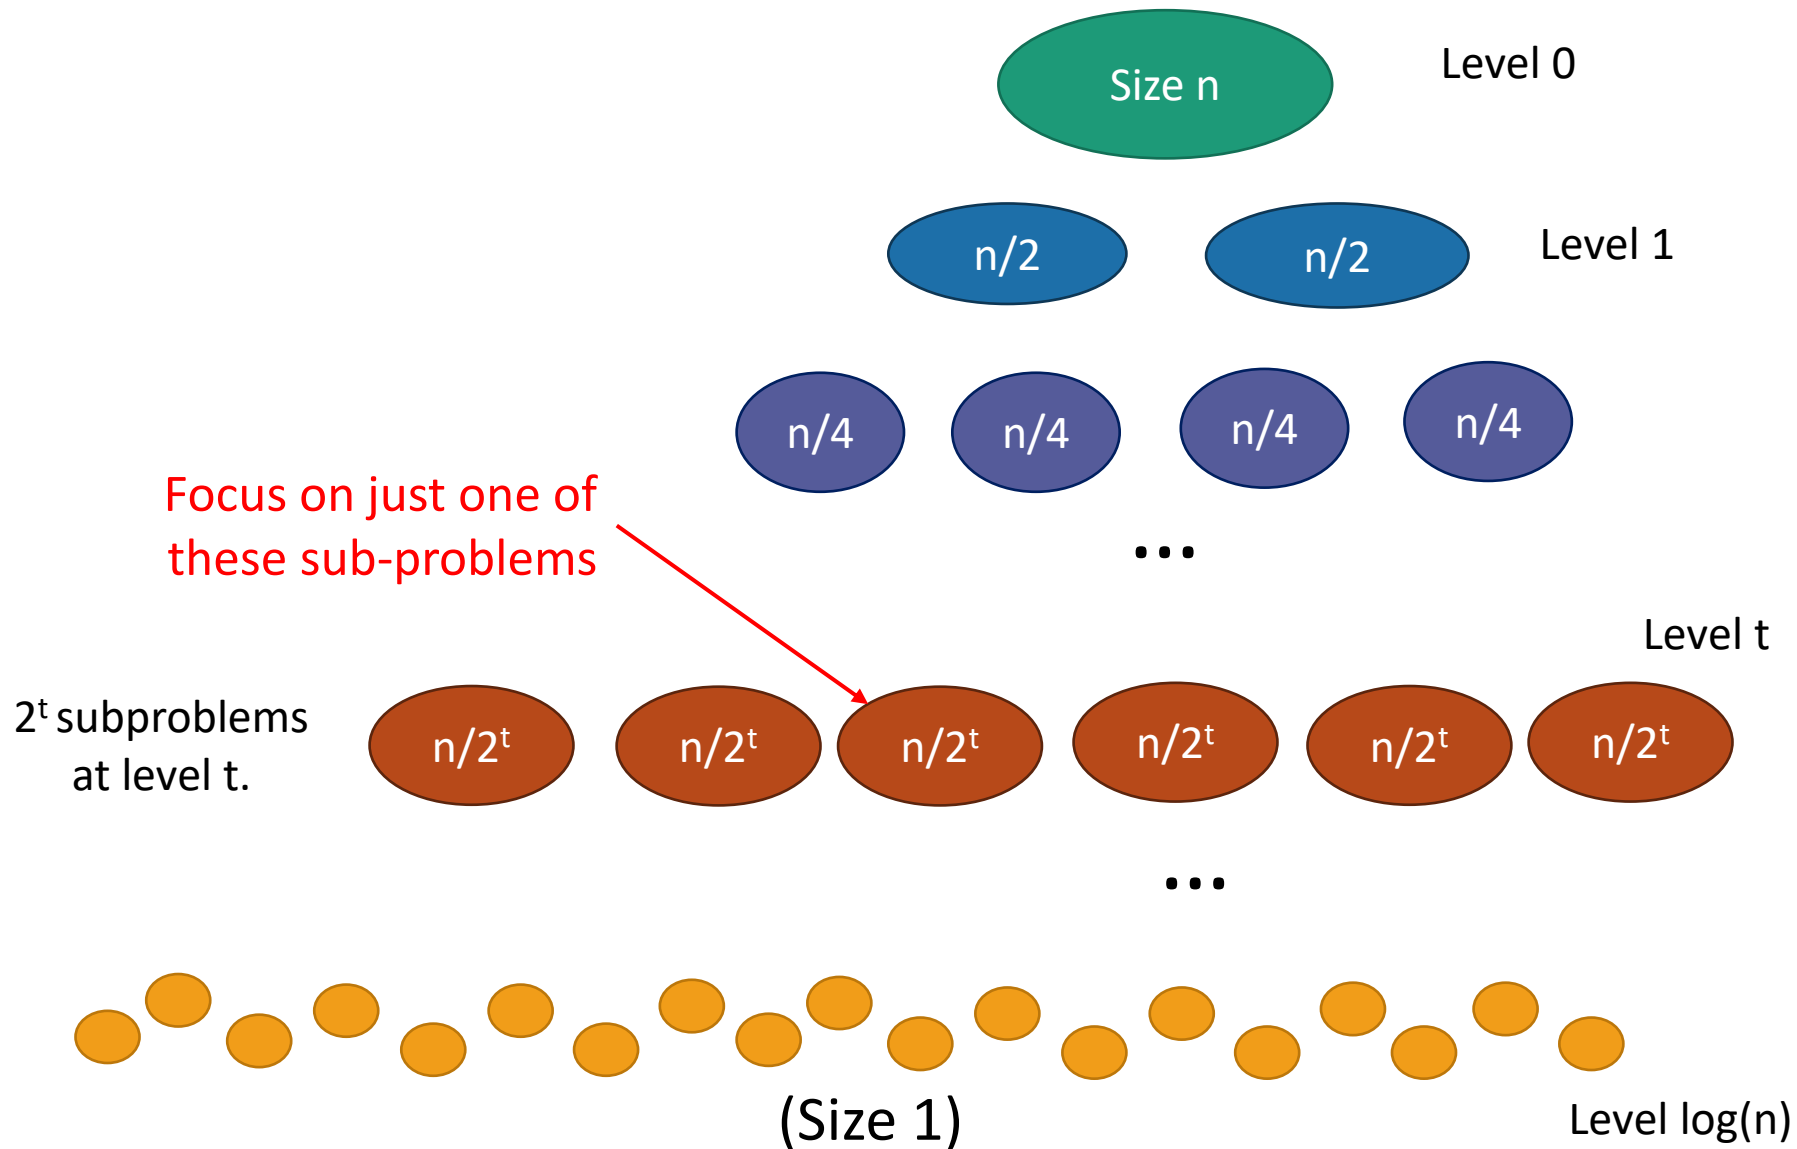 Size n
Level 0
n/2
n/2
Level 1
n/4
n/4
n/4
n/4
Focus on just one of
these sub-problems
...
Level t
2ᵗ subproblems
at level t.
n/2ᵗ
n/2ᵗ
n/2ᵗ
n/2ᵗ
n/2ᵗ
n/2ᵗ
...
(Size 1)
Level log(n)